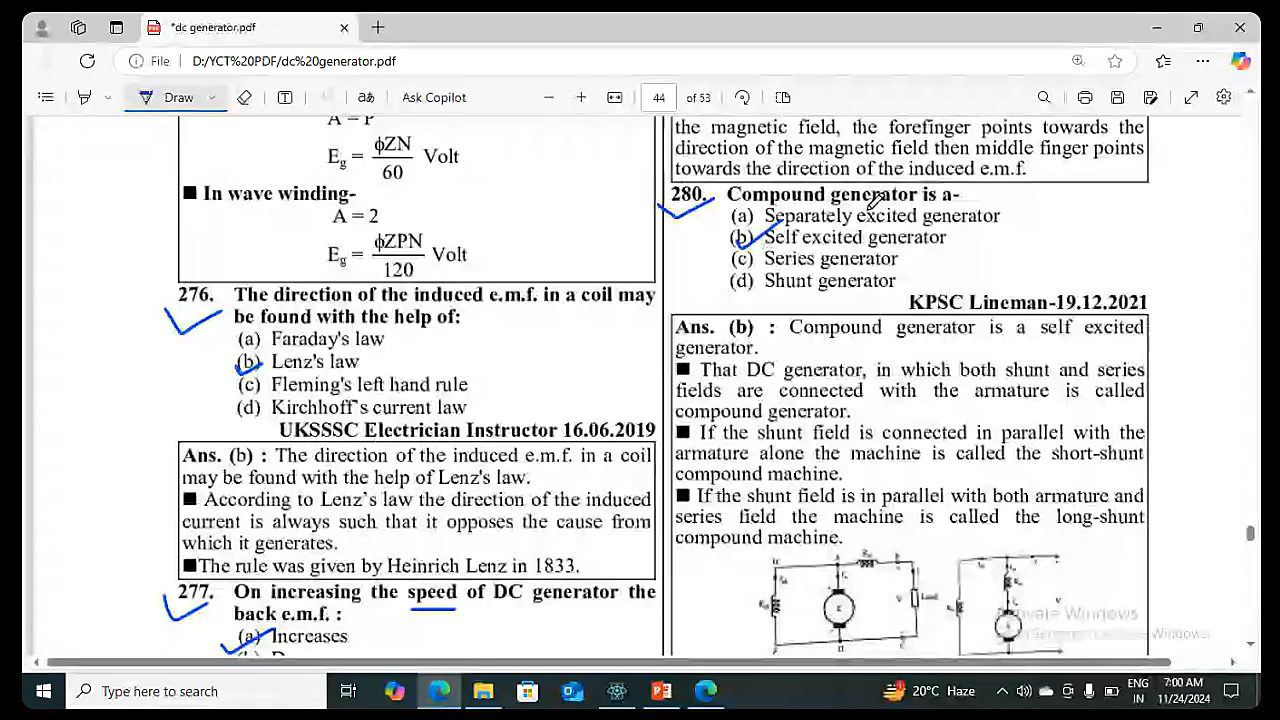 *dc generator.pdf
File
D:/YCT%20PDF/dc%20generator.pdf
Draw
Ask Copilot
44
of 53
A = P
Eg = ϕZN/60 Volt
■ In wave winding-
A = 2
Eg = ϕZPN/120 Volt
276. The direction of the induced e.m.f. in a coil may
be found with the help of:
(a) Faraday's law
(b) Lenz's law
(c) Fleming's left hand rule
(d) Kirchhoff's current law
UKSSSC Electrician Instructor 16.06.2019
Ans. (b) : The direction of the induced e.m.f. in a coil
may be found with the help of Lenz's law.
■ According to Lenz's law the direction of the induced
current is always such that it opposes the cause from
which it generates.
■The rule was given by Heinrich Lenz in 1833.
277. On increasing the speed of DC generator the
back e.m.f. :
(a) Increases
the magnetic field, the forefinger points towards the
direction of the magnetic field then middle finger points
towards the direction of the induced e.m.f.
280. Compound generator is a-
(a) Separately excited generator
(b) Self excited generator
(c) Series generator
(d) Shunt generator
KPSC Lineman-19.12.2021
Ans. (b) : Compound generator is a self excited
generator.
■ That DC generator, in which both shunt and series
fields are connected with the armature is called
compound generator.
■ If the shunt field is connected in parallel with the
armature alone the machine is called the short-shunt
compound machine.
■ If the shunt field is in parallel with both armature and
series field the machine is called the long-shunt
compound machine.
Load
Activate Windows
Type here to search
20°C Haze
ENG
IN
7:00 AM
11/24/2024